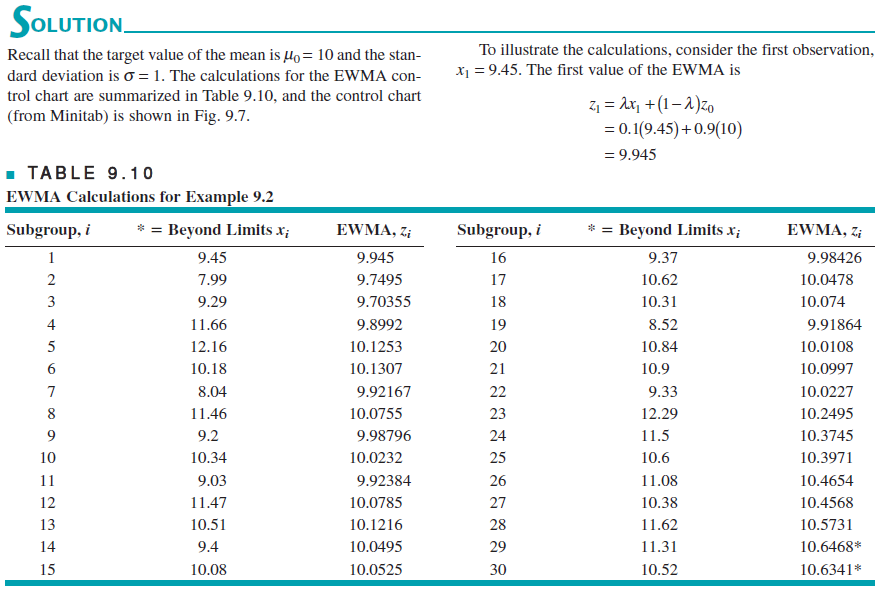 SOLUTION
Recall that the target value of the mean is μ₀ = 10 and the stan-
dard deviation is σ = 1. The calculations for the EWMA con-
trol chart are summarized in Table 9.10, and the control chart
(from Minitab) is shown in Fig. 9.7.
To illustrate the calculations, consider the first observation,
x₁ = 9.45. The first value of the EWMA is
z₁ = λx₁ + (1 − λ)z₀
= 0.1(9.45) + 0.9(10)
= 9.945
TABLE 9.10
EWMA Calculations for Example 9.2
Subgroup, i * = Beyond Limits xᵢ EWMA, zᵢ Subgroup, i * = Beyond Limits xᵢ EWMA, zᵢ
1 9.45 9.945 16 9.37 9.98426
2 7.99 9.7495 17 10.62 10.0478
3 9.29 9.70355 18 10.31 10.074
4 11.66 9.8992 19 8.52 9.91864
5 12.16 10.1253 20 10.84 10.0108
6 10.18 10.1307 21 10.9 10.0997
7 8.04 9.92167 22 9.33 10.0227
8 11.46 10.0755 23 12.29 10.2495
9 9.2 9.98796 24 11.5 10.3745
10 10.34 10.0232 25 10.6 10.3971
11 9.03 9.92384 26 11.08 10.4654
12 11.47 10.0785 27 10.38 10.4568
13 10.51 10.1216 28 11.62 10.5731
14 9.4 10.0495 29 11.31 10.6468*
15 10.08 10.0525 30 10.52 10.6341*